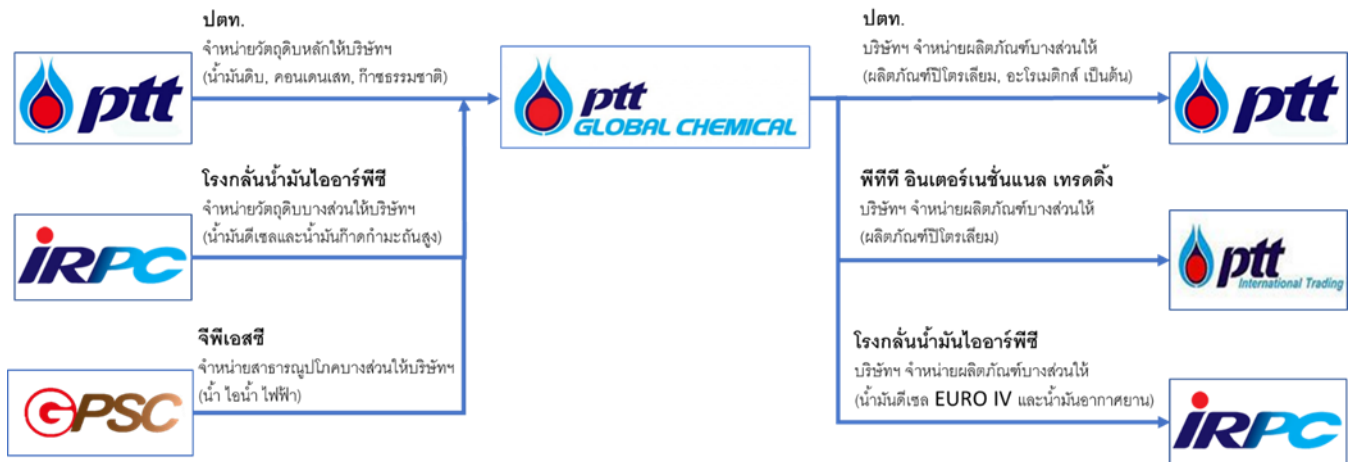 ปตท.
จำหน่ายวัตถุดิบหลักให้บริษัทฯ
(น้ำมันดิบ, คอนเดนเสท, ก๊าซธรรมชาติ)
ptt
โรงกลั่นน้ำมันไออาร์พีซี
จำหน่ายวัตถุดิบบางส่วนให้บริษัทฯ
(น้ำมันดีเซลและน้ำมันก๊าดกำมะถันสูง)
IRPC
จีพีเอสซี
จำหน่ายสาธารณูปโภคบางส่วนให้บริษัทฯ
(น้ำ ไอน้ำ ไฟฟ้า)
GPSC
ptt
GLOBAL CHEMICAL
ปตท.
บริษัทฯ จำหน่ายผลิตภัณฑ์บางส่วนให้
(ผลิตภัณฑ์ปิโตรเลียม, อะโรเมติกส์ เป็นต้น)
ptt
พีทีที อินเตอร์เนชั่นแนล เทรดดิ้ง
บริษัทฯ จำหน่ายผลิตภัณฑ์บางส่วนให้
(ผลิตภัณฑ์ปิโตรเลียม)
ptt
International Trading
โรงกลั่นน้ำมันไออาร์พีซี
บริษัทฯ จำหน่ายผลิตภัณฑ์บางส่วนให้
(น้ำมันดีเซล EURO IV และน้ำมันอากาศยาน)
IRPC